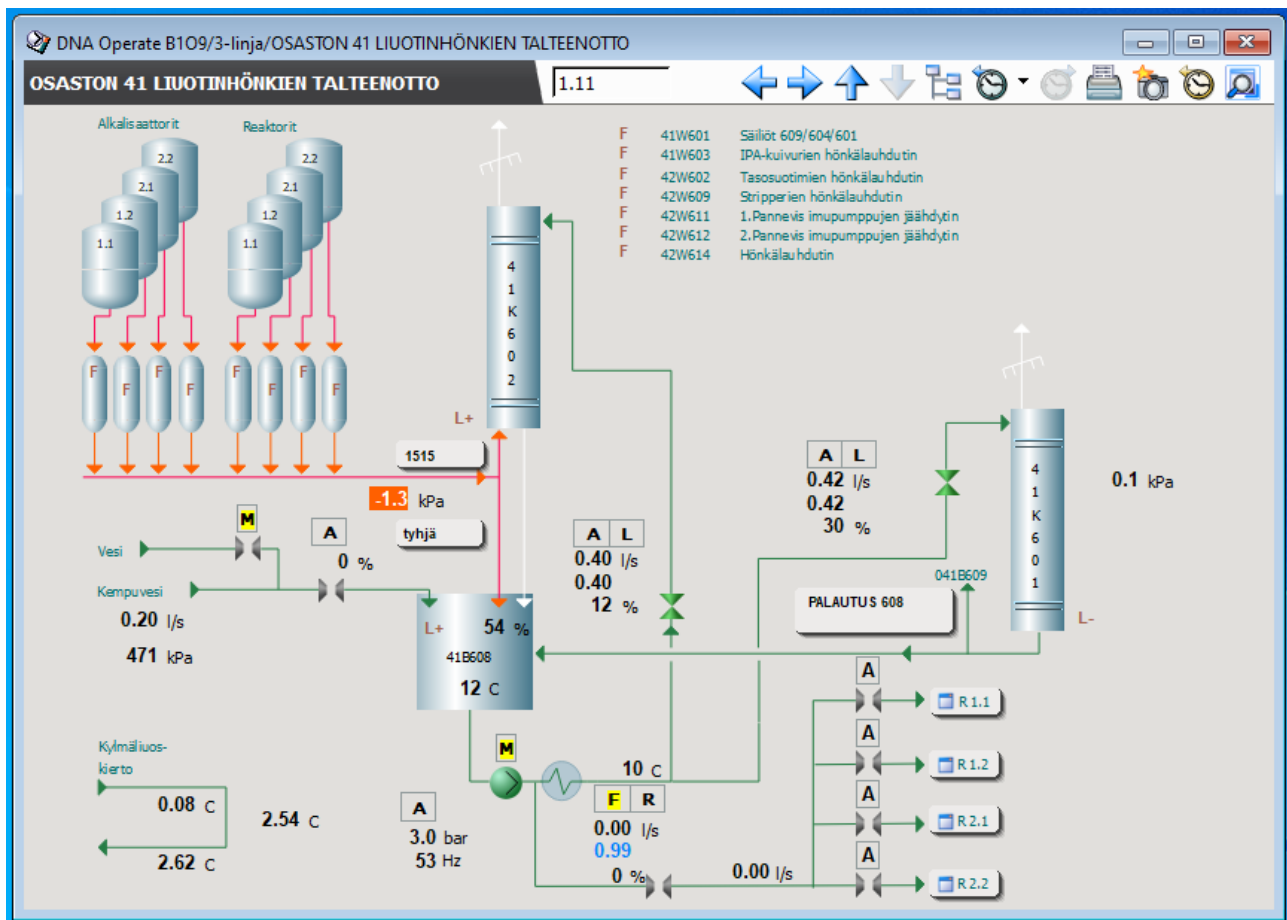 DNA Operate B1O9/3-linja/OSASTON 41 LIUOTINHÖNKIEN TALTEENOTTO
OSASTON 41 LIUOTINHÖNKIEN TALTEENOTTO
1.11
Alkalisaattorit
Reaktorit
2.2
2.1
1.2
1.1
2.2
2.1
1.2
1.1
F 41W601 Säiliöt 609/604/601
F 41W603 IPA-kuivurien hönkälauhdutin
F 42W602 Tasosuotimien hönkälauhdutin
F 42W609 Stripperien hönkälauhdutin
F 42W611 1.Pannevis imupumppujen jäähdytin
F 42W612 2.Pannevis imupumppujen jäähdytin
F 42W614 Hönkälauhdutin
41K602
F F F F
F F F F
L+
1515
-1.3 kPa
tyhjä
M
A
0 %
Vesi
Kempuvesi
0.20 l/s
471 kPa
A L
0.40 l/s
0.40
12 %
A L
0.42 l/s
0.42
30 %
41K601
0.1 kPa
041B609
PALAUTUS 608
L-
L+ 54 %
41B608
12 C
M
10 C
Kylmäliuos-
kierto
0.08 C
2.54 C
2.62 C
A
3.0 bar
53 Hz
F R
0.00 l/s
0.99
0 %
0.00 l/s
A
R 1.1
A
R 1.2
A
R 2.1
A
R 2.2